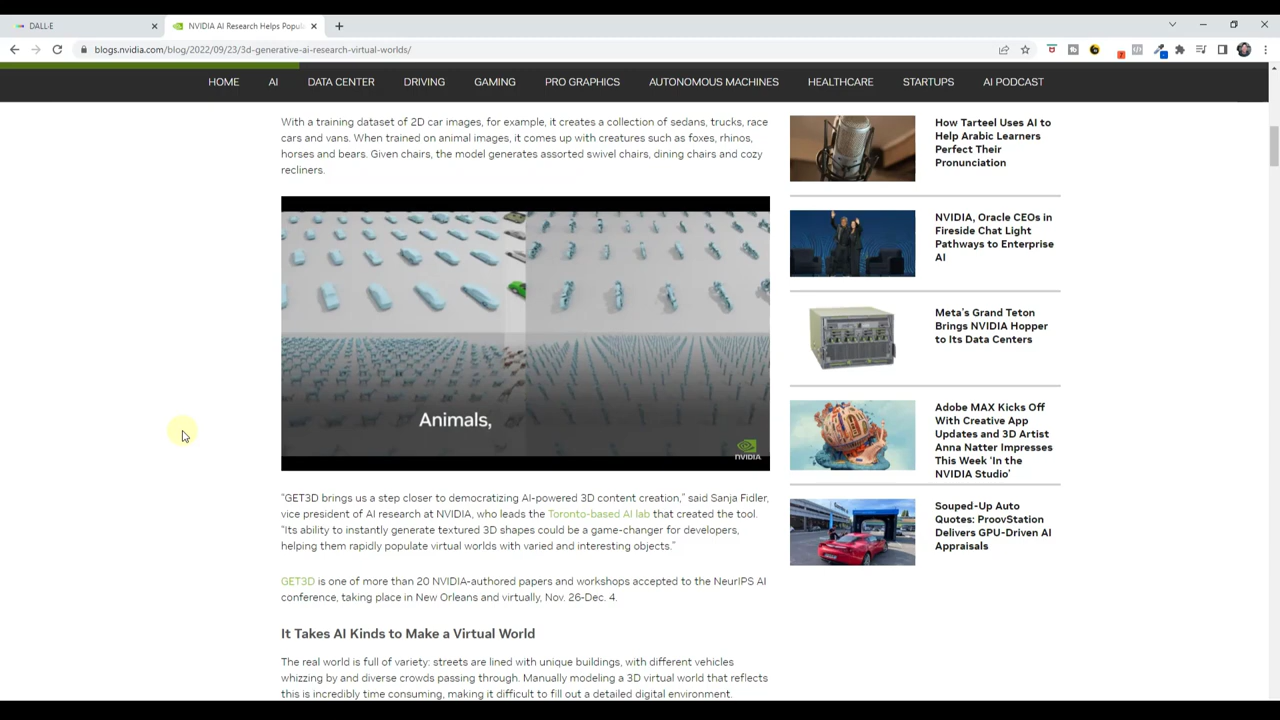 DALL·E
NVIDIA AI Research Helps Popula
blogs.nvidia.com/blog/2022/09/23/3d-generative-ai-research-virtual-worlds/
HOME AI DATA CENTER DRIVING GAMING PRO GRAPHICS AUTONOMOUS MACHINES HEALTHCARE STARTUPS AI PODCAST
With a training dataset of 2D car images, for example, it creates a collection of sedans, trucks, race
cars and vans. When trained on animal images, it comes up with creatures such as foxes, rhinos,
horses and bears. Given chairs, the model generates assorted swivel chairs, dining chairs and cozy
recliners.
Animals,
NVIDIA
"GET3D brings us a step closer to democratizing AI-powered 3D content creation," said Sanja Fidler,
vice president of AI research at NVIDIA, who leads the Toronto-based AI lab that created the tool.
"Its ability to instantly generate textured 3D shapes could be a game-changer for developers,
helping them rapidly populate virtual worlds with varied and interesting objects."
GET3D is one of more than 20 NVIDIA-authored papers and workshops accepted to the NeurIPS AI
conference, taking place in New Orleans and virtually, Nov. 26-Dec. 4.
It Takes AI Kinds to Make a Virtual World
The real world is full of variety: streets are lined with unique buildings, with different vehicles
whizzing by and diverse crowds passing through. Manually modeling a 3D virtual world that reflects
this is incredibly time consuming, making it difficult to fill out a detailed digital environment.
How Tarteel Uses AI to
Help Arabic Learners
Perfect Their
Pronunciation
NVIDIA, Oracle CEOs in
Fireside Chat Light
Pathways to Enterprise
AI
Meta's Grand Teton
Brings NVIDIA Hopper
to Its Data Centers
Adobe MAX Kicks Off
With Creative App
Updates and 3D Artist
Anna Natter Impresses
This Week 'In the
NVIDIA Studio'
Souped-Up Auto
Quotes: ProovStation
Delivers GPU-Driven AI
Appraisals